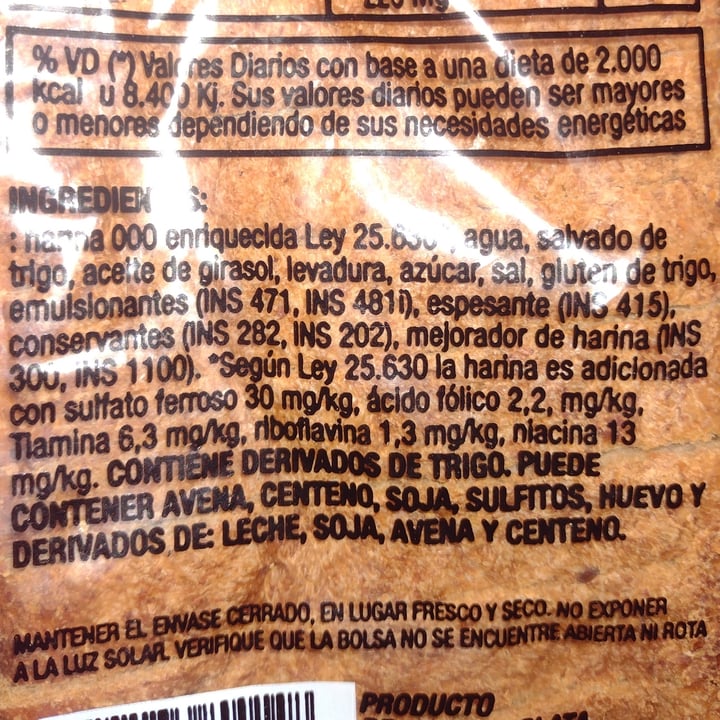 % VD (*) Valores Diarios con base a una dieta de 2.000
kcal u 8.400 Kj. Sus valores diarios pueden ser mayores
o menores dependiendo de sus necesidades energéticas
INGREDIENTES:
: harina 000 enriquecida Ley 25.630*, agua, salvado de
trigo, aceite de girasol, levadura, azúcar, sal, gluten de trigo,
emulsionantes (INS 471, INS 481i), espesante (INS 415),
conservantes (INS 282, INS 202), mejorador de harina (INS
300, INS 1100). *Según Ley 25.630 la harina es adicionada
con sulfato ferroso 30 mg/kg, ácido fólico 2,2, mg/kg,
Tiamina 6,3 mg/kg, riboflavina 1,3 mg/kg, niacina 13
mg/kg. CONTIENE DERIVADOS DE TRIGO. PUEDE
CONTENER AVENA, CENTENO, SOJA, SULFITOS, HUEVO Y
DERIVADOS DE: LECHE, SOJA, AVENA Y CENTENO.
MANTENER EL ENVASE CERRADO, EN LUGAR FRESCO Y SECO. NO EXPONER
A LA LUZ SOLAR. VERIFIQUE QUE LA BOLSA NO SE ENCUENTRE ABIERTA NI ROTA
PRODUCTO